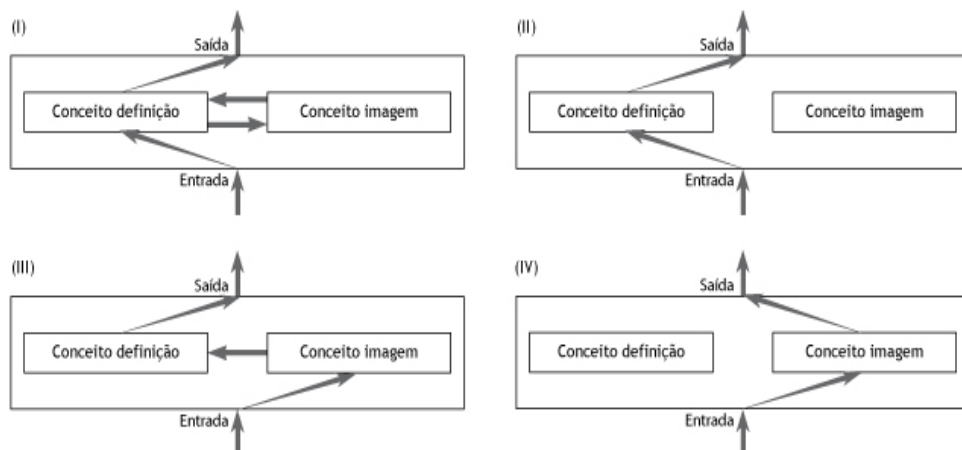 (I)
Saída
Conceito definição Conceito imagem
Entrada
(II)
Saída
Conceito definição Conceito imagem
Entrada
(III)
Saída
Conceito definição Conceito imagem
Entrada
(IV)
Saída
Conceito definição Conceito imagem
Entrada